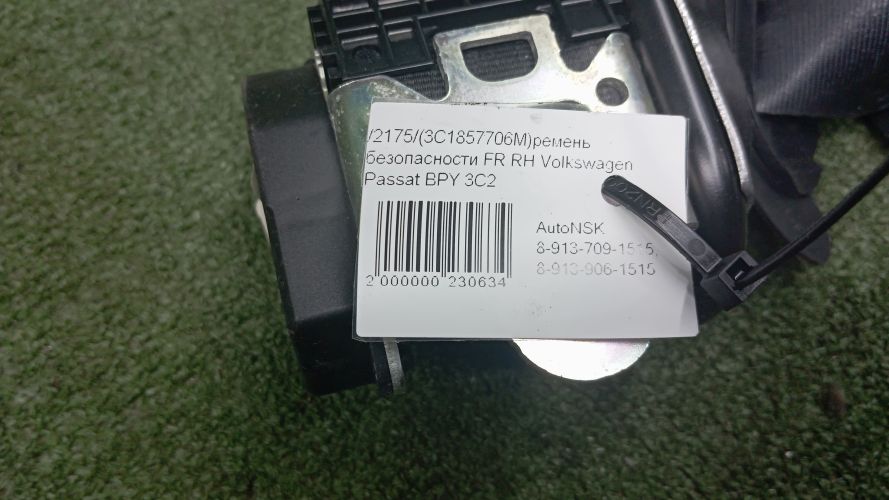 /2175/(3C1857706M)ремень
безопасности FR RH Volkswagen
Passat BPY 3C2
AutoNSK
8-913-709-1515,
8-913-906-1515
2 000000 230634